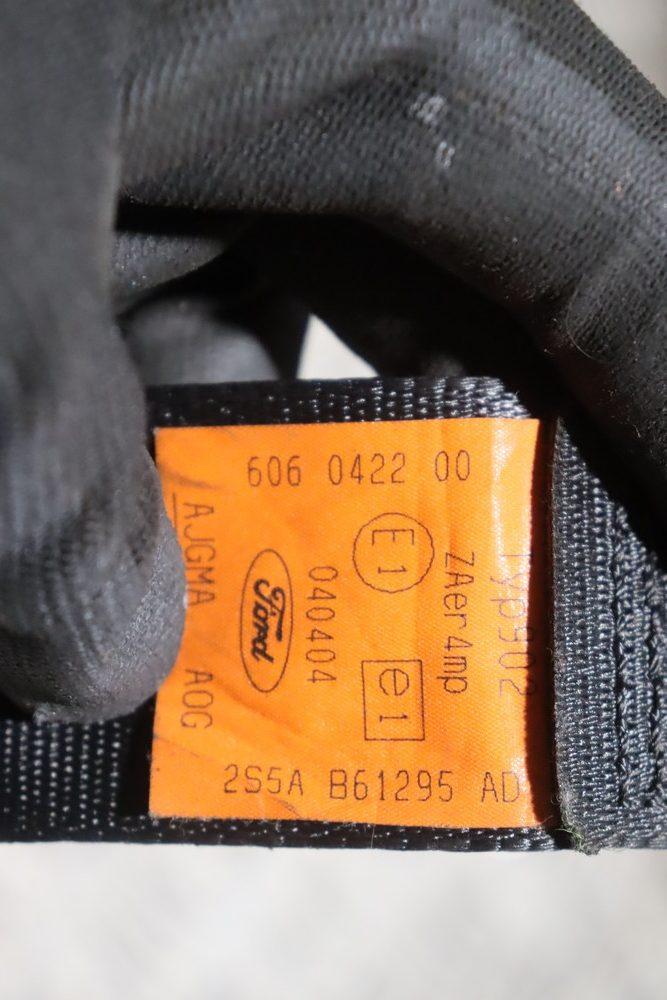 606 0422 00
Typ902
ZAer4mp
E1
e1
040404
Ford
AJGMA AOG
2S5A B61295 AD